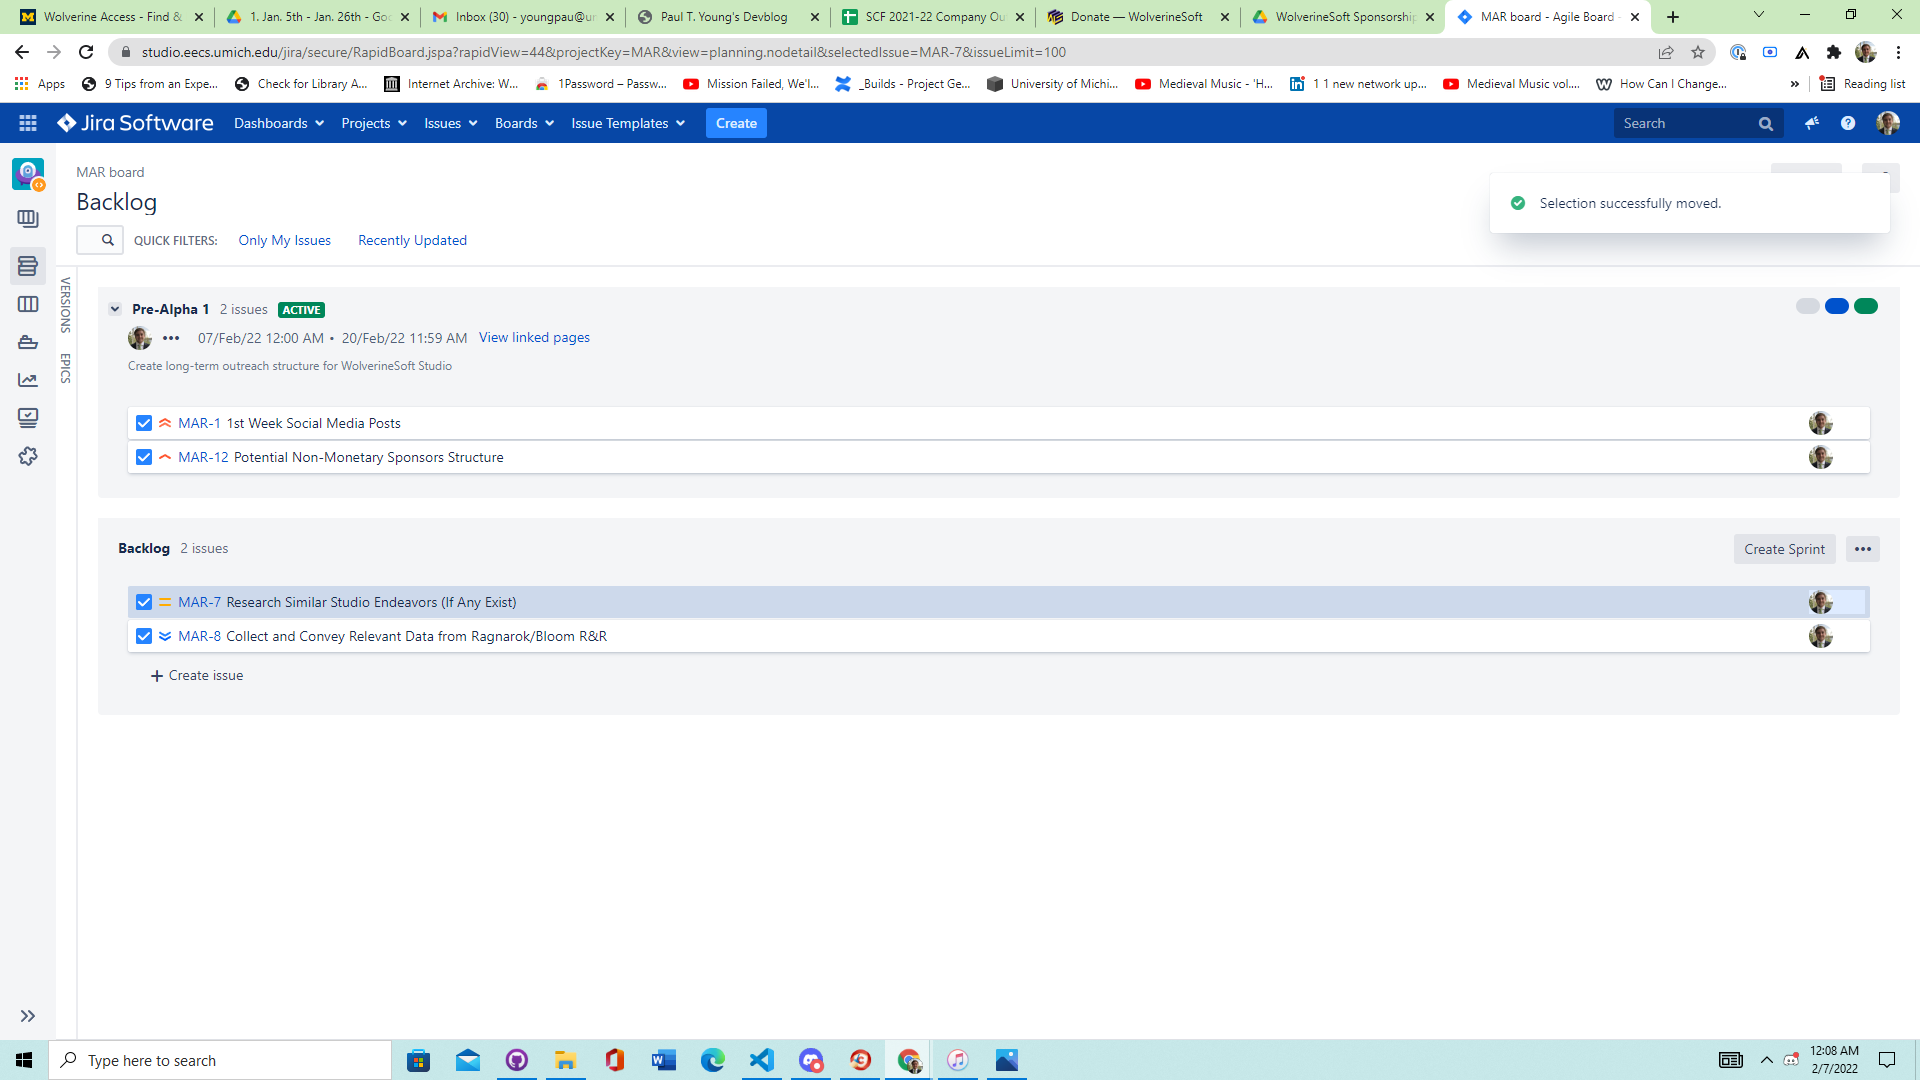 Wolverine Access - Find &
1. Jan. 5th - Jan. 26th - Goo
Inbox (30) - youngpau@um
Paul T. Young's Devblog
SCF 2021-22 Company Ou
Donate — WolverineSoft
WolverineSoft Sponsorship
MAR board - Agile Board -
studio.eecs.umich.edu/jira/secure/RapidBoard.jspa?rapidView=44&projectKey=MAR&view=planning.nodetail&selectedIssue=MAR-7&issueLimit=100
Apps
9 Tips from an Expe...
Check for Library A...
Internet Archive: W...
1Password – Passw...
Mission Failed, We'l...
_Builds - Project Ge...
University of Michi...
Medieval Music - 'H...
1 1 new network up...
Medieval Music vol....
How Can I Change...
»
Reading list
Jira Software
Dashboards
Projects
Issues
Boards
Issue Templates
Create
Search
MAR board
Backlog
Selection successfully moved.
QUICK FILTERS:
Only My Issues
Recently Updated
VERSIONS
EPICS
Pre-Alpha 1 2 issues ACTIVE
07/Feb/22 12:00 AM • 20/Feb/22 11:59 AM View linked pages
Create long-term outreach structure for WolverineSoft Studio
MAR-1 1st Week Social Media Posts
MAR-12 Potential Non-Monetary Sponsors Structure
Backlog 2 issues
Create Sprint
MAR-7 Research Similar Studio Endeavors (If Any Exist)
MAR-8 Collect and Convey Relevant Data from Ragnarok/Bloom R&R
+ Create issue
Type here to search
12:08 AM
2/7/2022